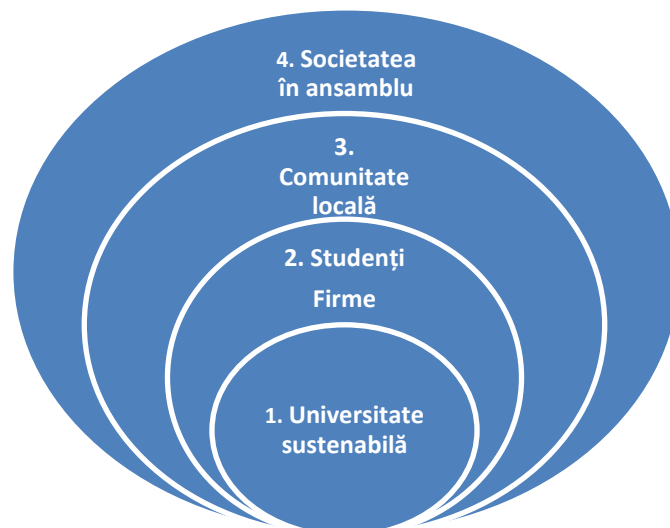 4. Societatea
în ansamblu
3.
Comunitate
locală
2. Studenți
Firme
1. Universitate
sustenabilă